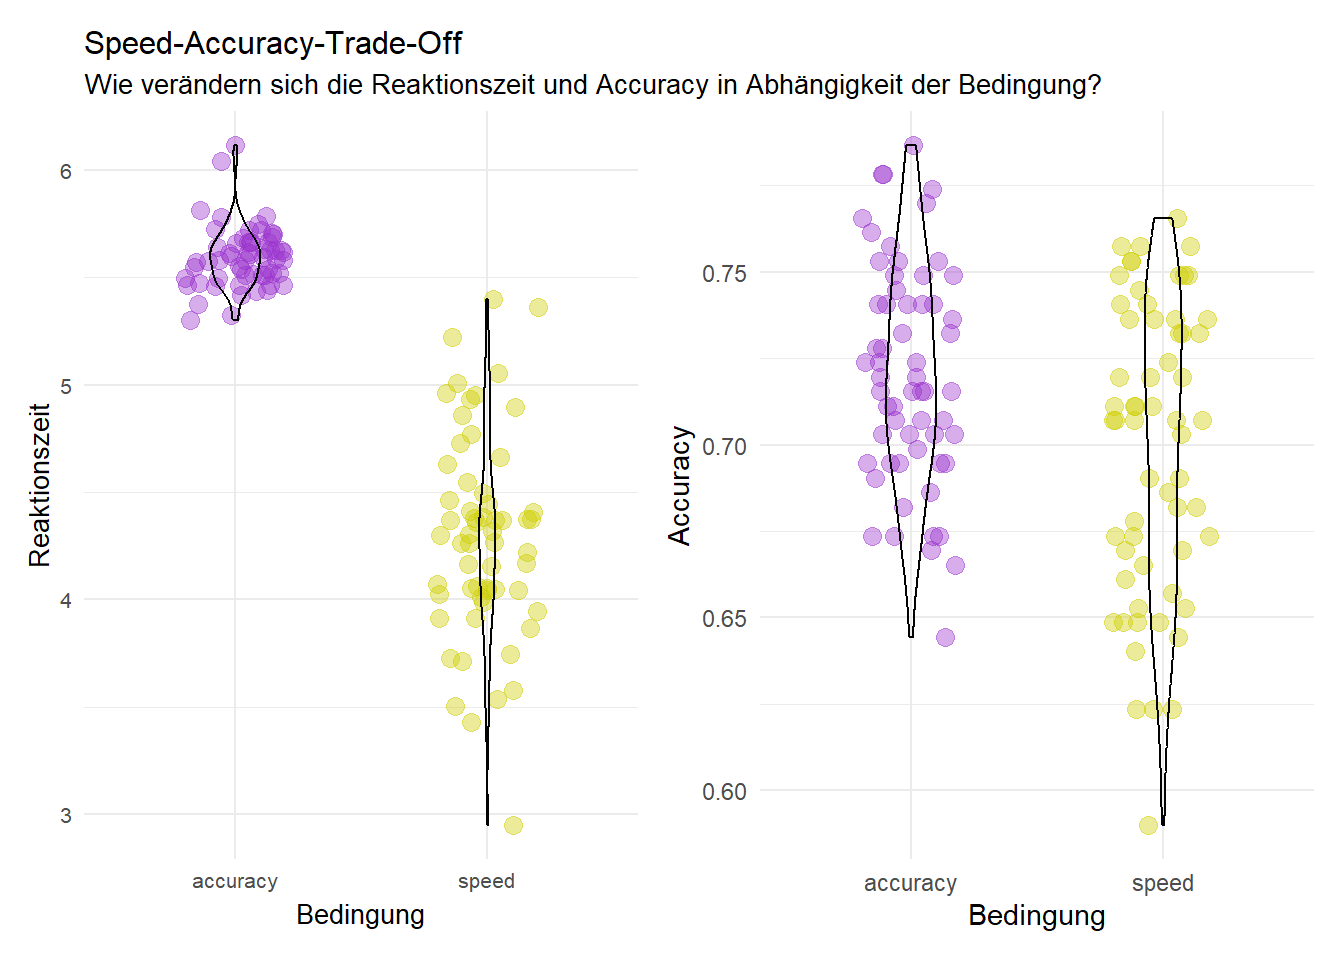 Speed-Accuracy-Trade-Off
Wie verändern sich die Reaktionszeit und Accuracy in Abhängigkeit der Bedingung?
Reaktionszeit
6
5
4
3
accuracy
speed
Bedingung
Accuracy
0.75
0.70
0.65
0.60
accuracy
speed
Bedingung